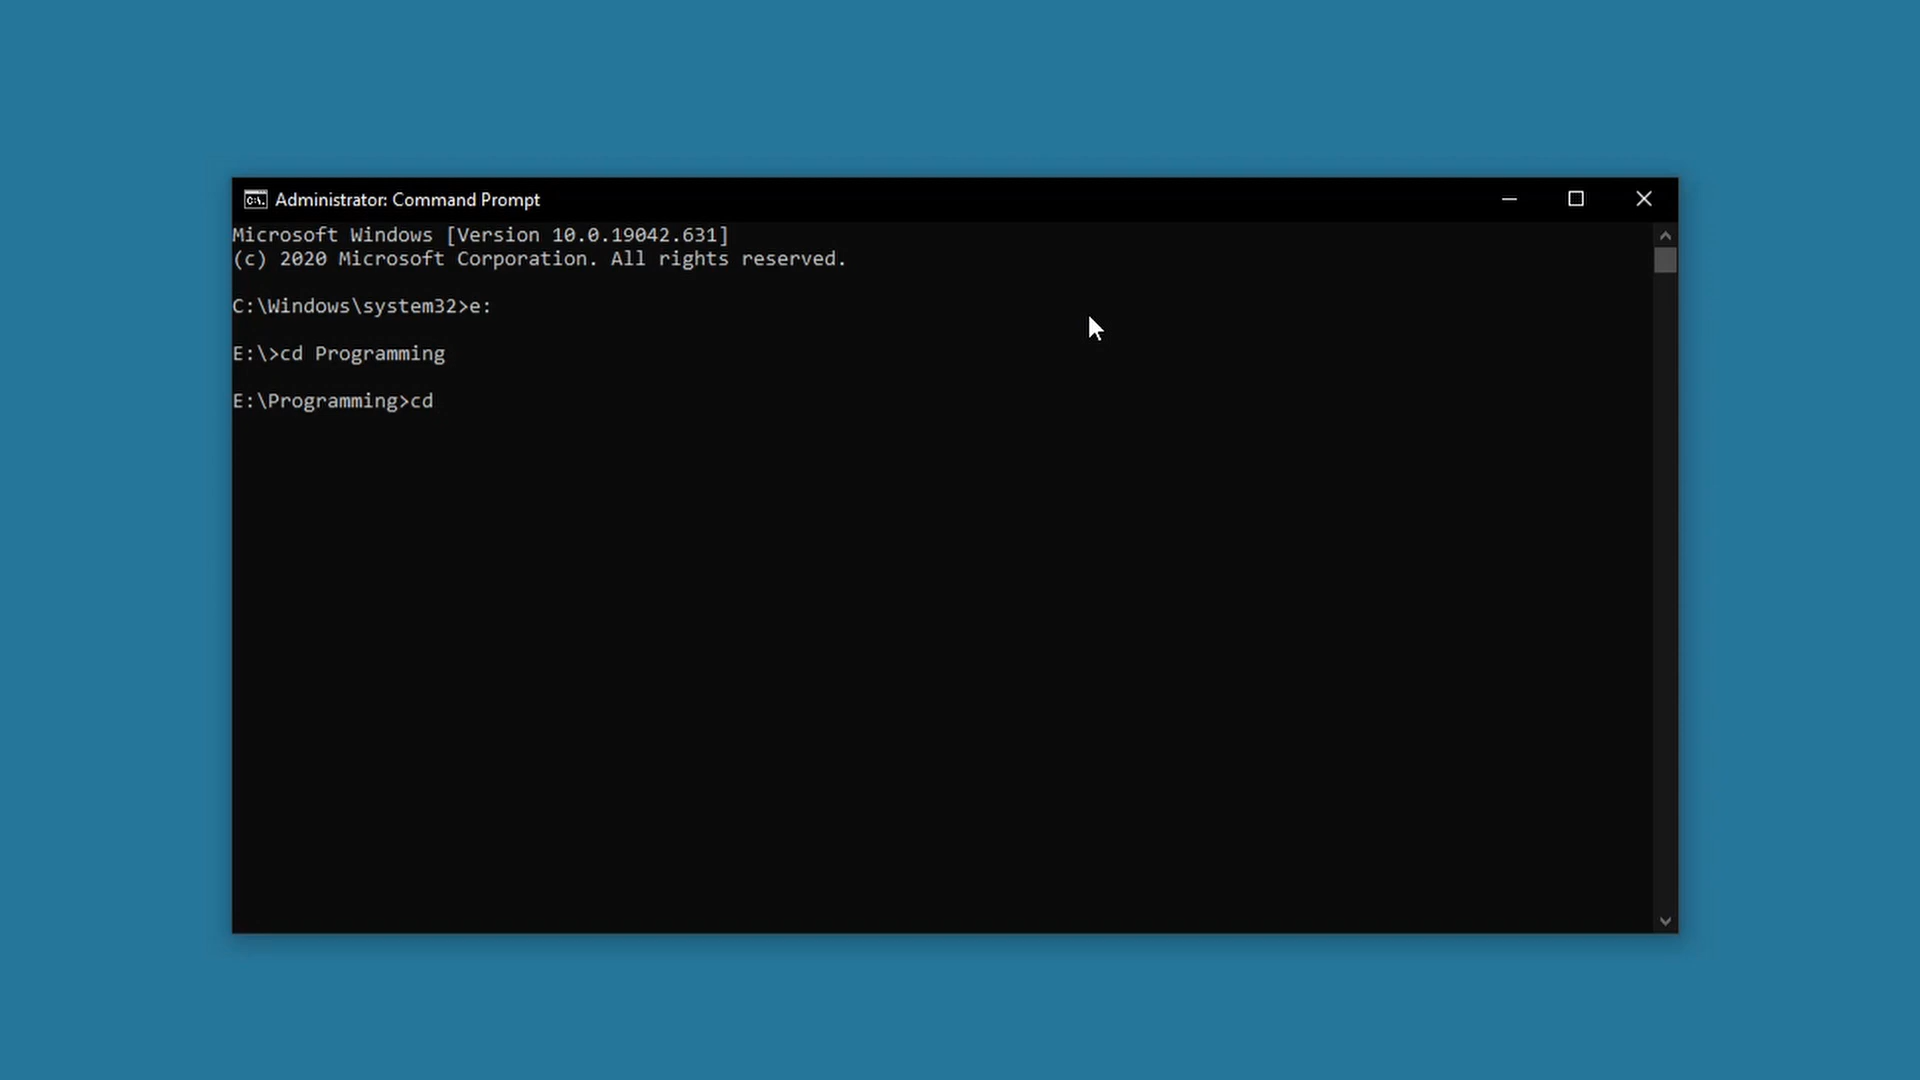 Administrator: Command Prompt
Microsoft Windows [Version 10.0.19042.631]
(c) 2020 Microsoft Corporation. All rights reserved.
C:\Windows\system32>e:
E:\>cd Programming
E:\Programming>cd